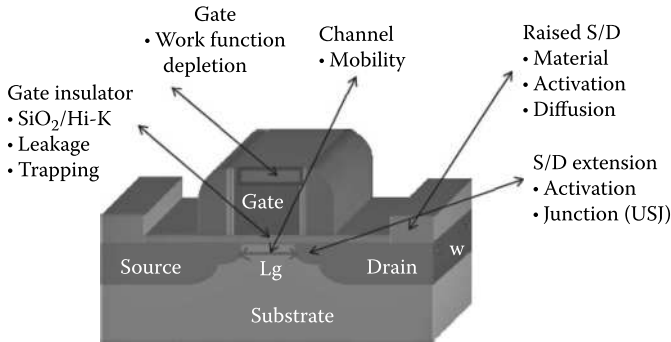 Gate
• Work function
depletion
Channel
• Mobility
Raised S/D
• Material
• Activation
• Diffusion
Gate insulator
• SiO₂/Hi-K
• Leakage
• Trapping
S/D extension
• Activation
• Junction (USJ)
Gate
Source
Lg
Drain
w
Substrate